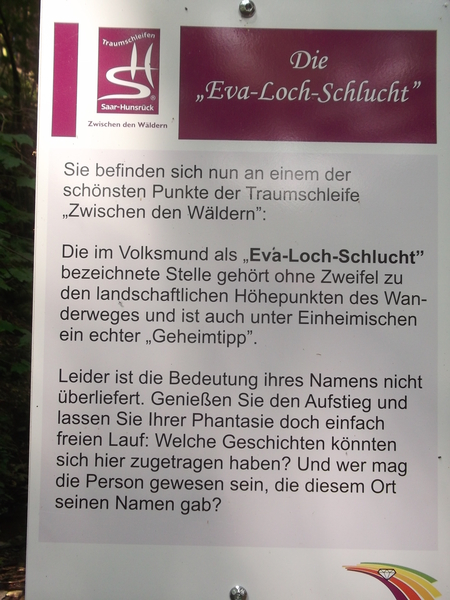 Traumschleifen
SH
Saar-Hunsrück
Zwischen den Wäldern
Die
„Eva-Loch-Schlucht”
Sie befinden sich nun an einem der
schönsten Punkte der Traumschleife
„Zwischen den Wäldern”:
Die im Volksmund als „Eva-Loch-Schlucht”
bezeichnete Stelle gehört ohne Zweifel zu
den landschaftlichen Höhepunkten des Wan-
derweges und ist auch unter Einheimischen
ein echter „Geheimtipp”.
Leider ist die Bedeutung ihres Namens nicht
überliefert. Genießen Sie den Aufstieg und
lassen Sie Ihrer Phantasie doch einfach
freien Lauf: Welche Geschichten könnten
sich hier zugetragen haben? Und wer mag
die Person gewesen sein, die diesem Ort
seinen Namen gab?